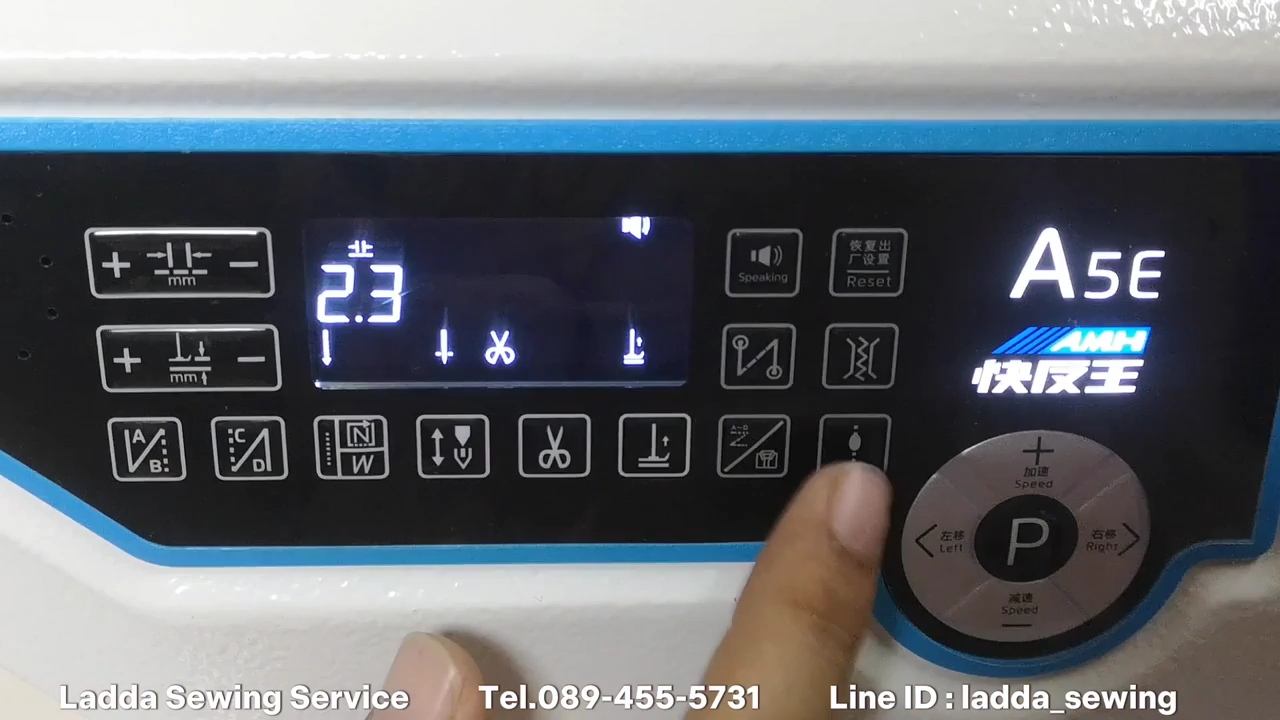 + mm −
2.3
Speaking
恢复出
厂设置
Reset
A5E
AMH
快反王
+ mm −
A B
C D
N W
A-D
+
加速
Speed
左移
Left
P
右移
Right
减速
Speed
−
Ladda Sewing Service Tel.089-455-5731 Line ID : ladda_sewing